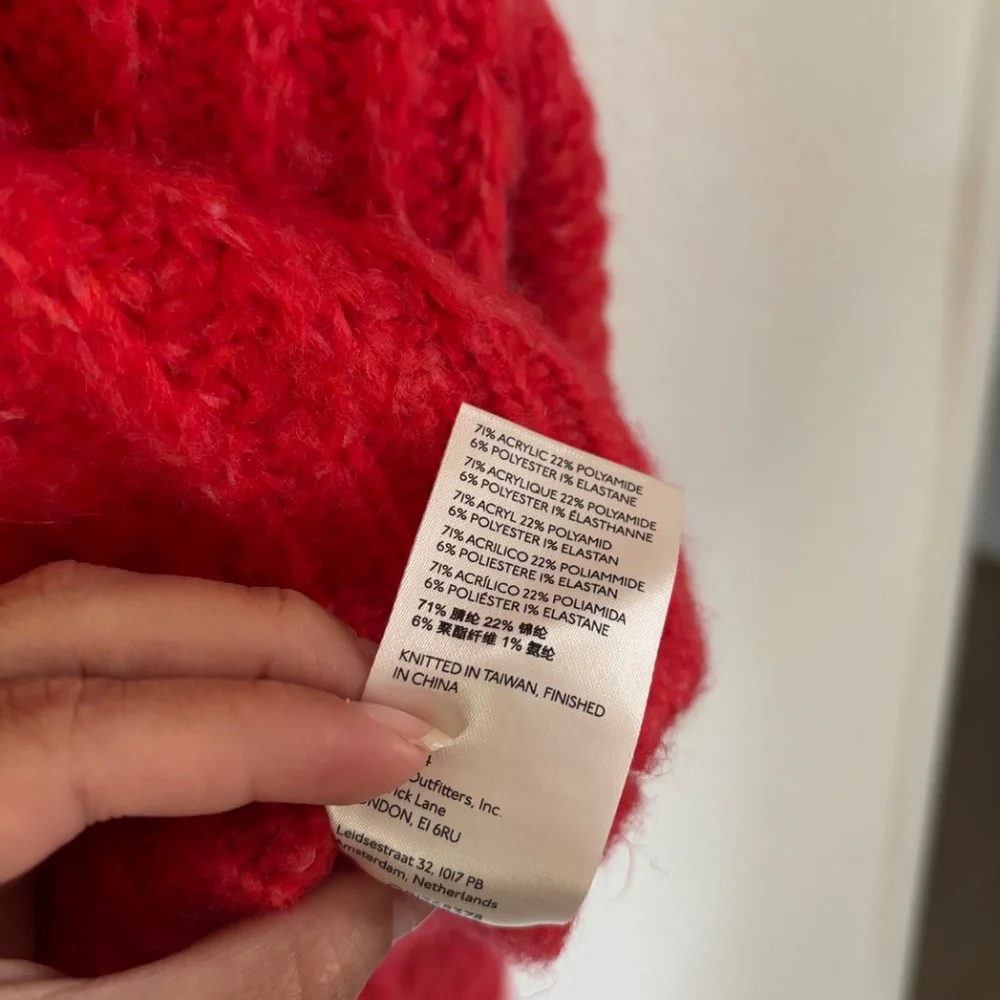 71% ACRYLIC 22% POLYAMIDE
6% POLYESTER 1% ELASTANE
71% ACRYLIQUE 22% POLYAMIDE
6% POLYESTER 1% ÉLASTHANNE
71% ACRYL 22% POLYAMID
6% POLYESTER 1% ELASTAN
71% ACRILICO 22% POLIAMMIDE
6% POLIESTERE 1% ELASTAN
71% ACRÍLICO 22% POLIAMIDA
6% POLIÉSTER 1% ELASTANE
71% 腈纶 22% 锦纶
6% 聚酯纤维 1% 氨纶
KNITTED IN TAIWAN, FINISHED
IN CHINA
4
Outfitters, Inc.
ick Lane
NDON, E1 6RU
Leidsestraat 32, 1017 PB
Amsterdam, Netherlands